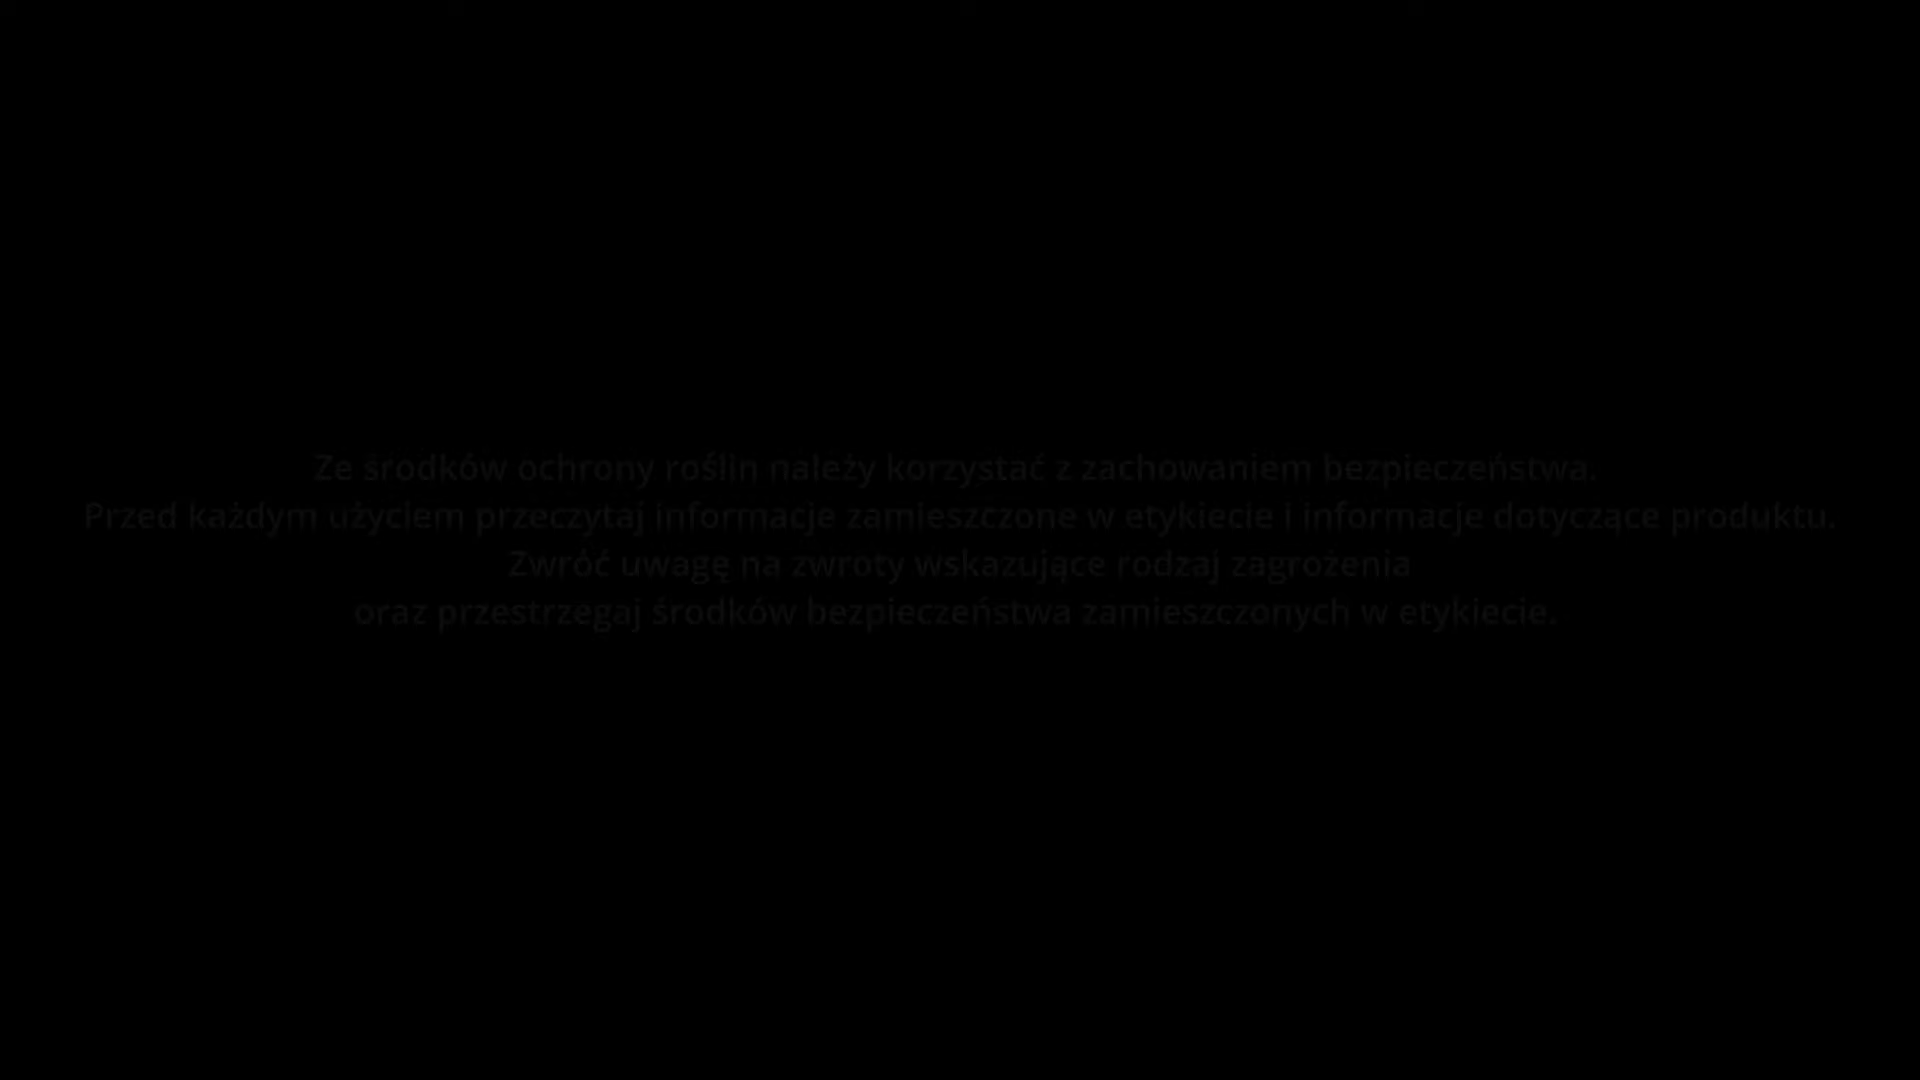 Ze środków ochrony roślin należy korzystać z zachowaniem bezpieczeństwa.
Przed każdym użyciem przeczytaj informacje zamieszczone w etykiecie i informacje dotyczące produktu.
Zwróć uwagę na zwroty wskazujące rodzaj zagrożenia
oraz przestrzegaj środków bezpieczeństwa zamieszczonych w etykiecie.